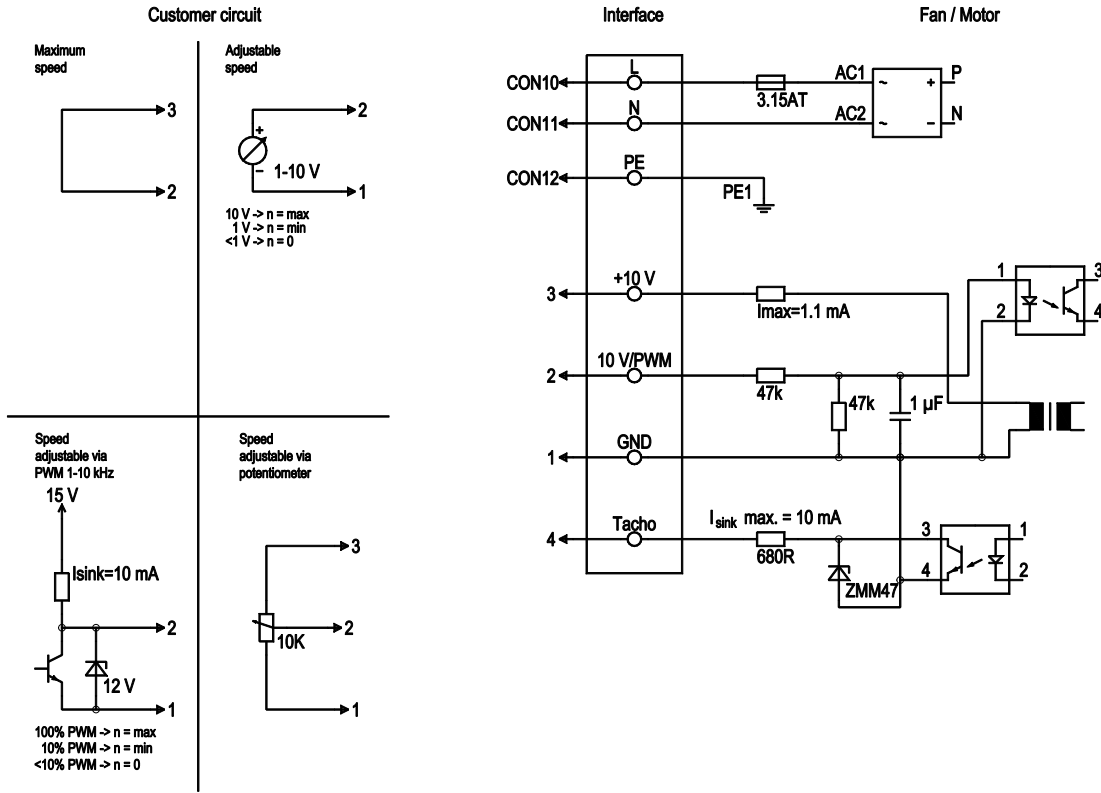 Customer circuit
Interface
Fan / Motor
Maximum
speed
3
2
Adjustable
speed
2
+
−
1-10 V
1
10 V -> n = max
1 V -> n = min
<1 V -> n = 0
Speed
adjustable via
PWM 1-10 kHz
15 V
Isink=10 mA
2
12 V
1
100% PWM -> n = max
10% PWM -> n = min
<10% PWM -> n = 0
Speed
adjustable via
potentiometer
3
2
10K
1
CON10
L
3.15AT
AC1
~
+
P
CON11
N
AC2
~
−
N
CON12
PE
PE1
3
+10 V
Imax=1.1 mA
1
2
3
4
2
10 V/PWM
47k
47k
1 µF
1
GND
4
Tacho
Isink max. = 10 mA
680R
ZMM47
3
4
1
2